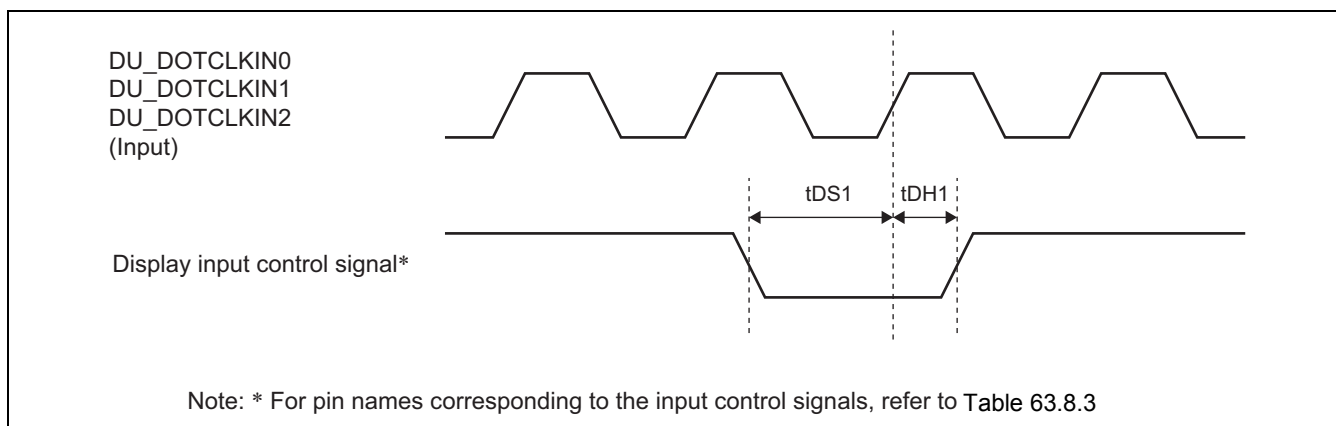 DU_DOTCLKIN0
DU_DOTCLKIN1
DU_DOTCLKIN2
(Input)
tDS1 tDH1
Display input control signal*
Note: * For pin names corresponding to the input control signals, refer to Table 63.8.3